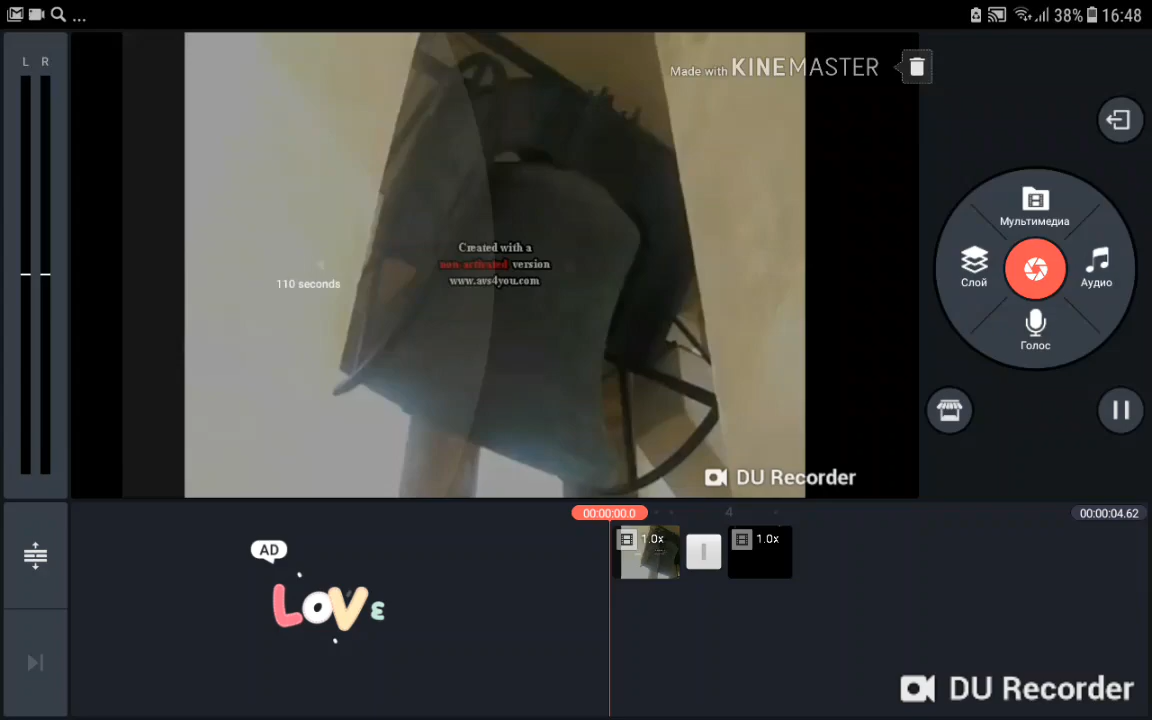 ...
38%
16:48
L R
Made with KINEMASTER
Мультимедиа
Слой
Аудио
Голос
Created with a
non-activated version
www.avs4you.com
110 seconds
DU Recorder
00:00:00.0
4
00:00:04.62
1.0x
1.0x
AD
LOVE
DU Recorder